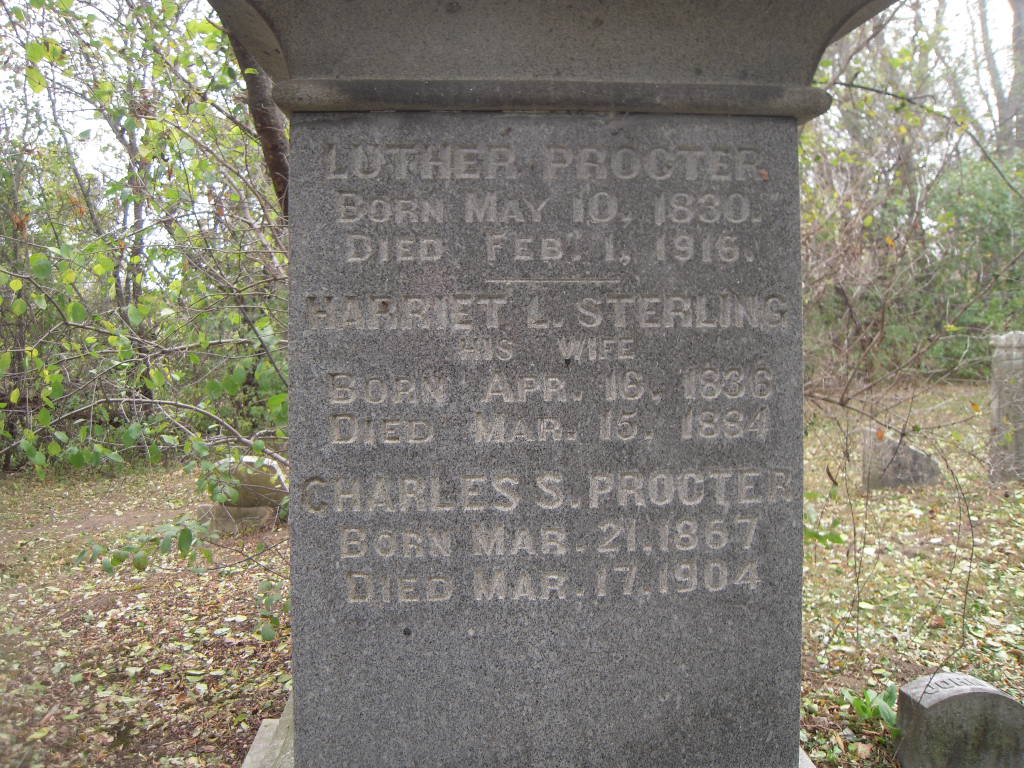 LUTHER PROCTER
BORN MAY 10, 1830.
DIED FEB. 1, 1916.
HARRIET L. STERLING
HIS WIFE
BORN APR. 16. 1836
DIED MAR. 15. 1884
CHARLES S. PROCTER
BORN MAR. 21. 1867
DIED MAR. 17. 1904